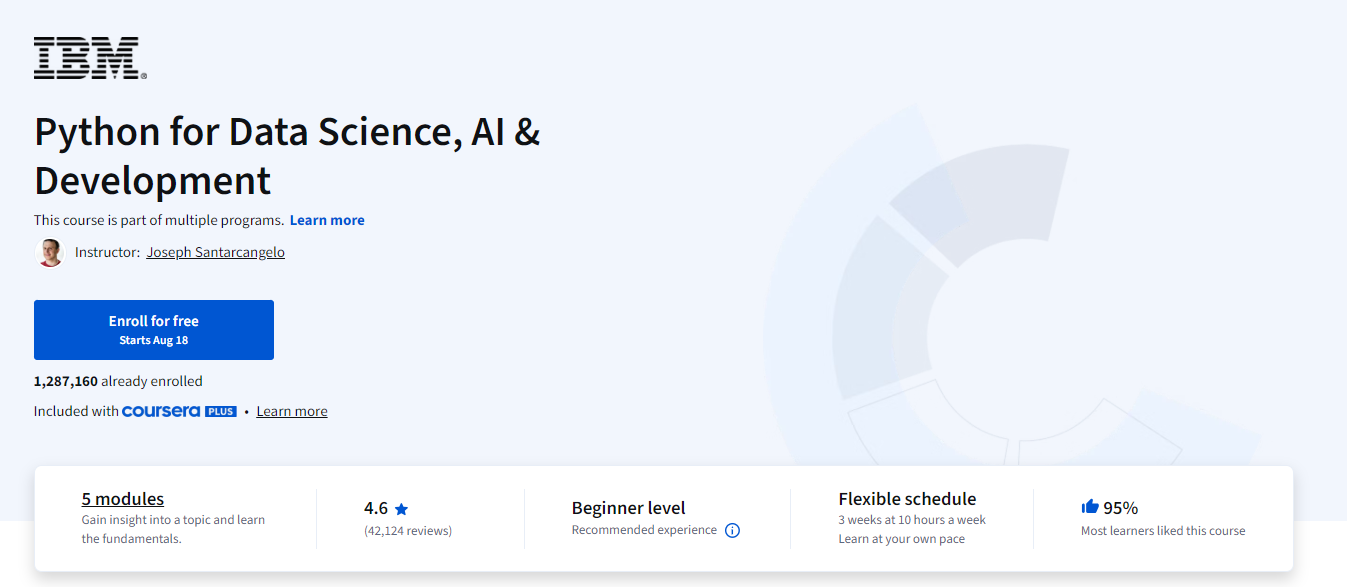 IBM®
Python for Data Science, AI &
Development
This course is part of multiple programs. Learn more
Instructor: Joseph Santarcangelo
Enroll for free
Starts Aug 18
1,287,160 already enrolled
Included with coursera PLUS • Learn more
5 modules
Gain insight into a topic and learn
the fundamentals.
4.6
(42,124 reviews)
Beginner level
Recommended experience
Flexible schedule
3 weeks at 10 hours a week
Learn at your own pace
95%
Most learners liked this course